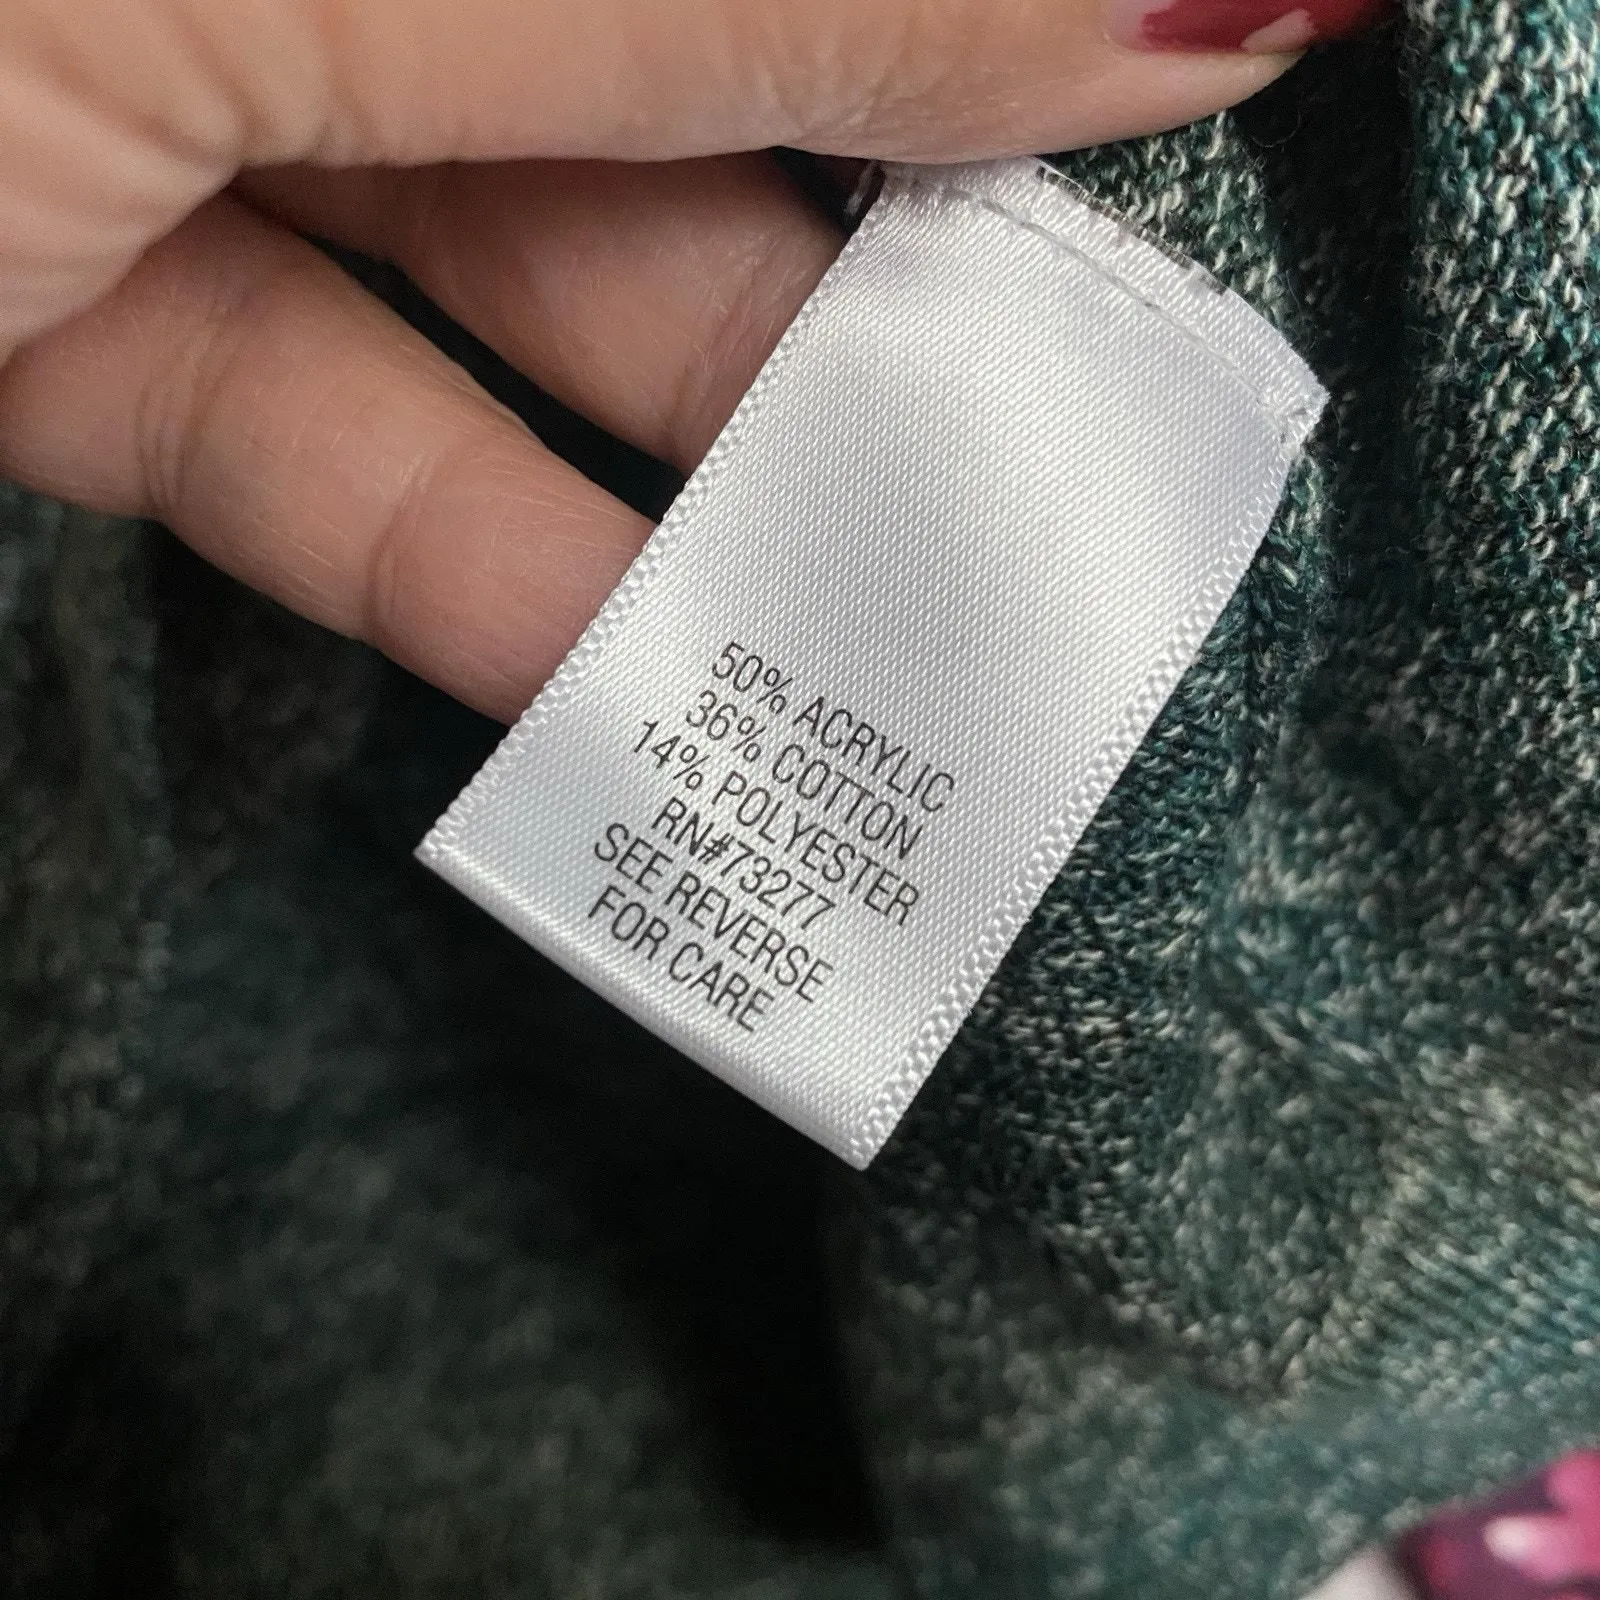 50% ACRYLIC
36% COTTON
14% POLYESTER
RN#73277
SEE REVERSE
FOR CARE